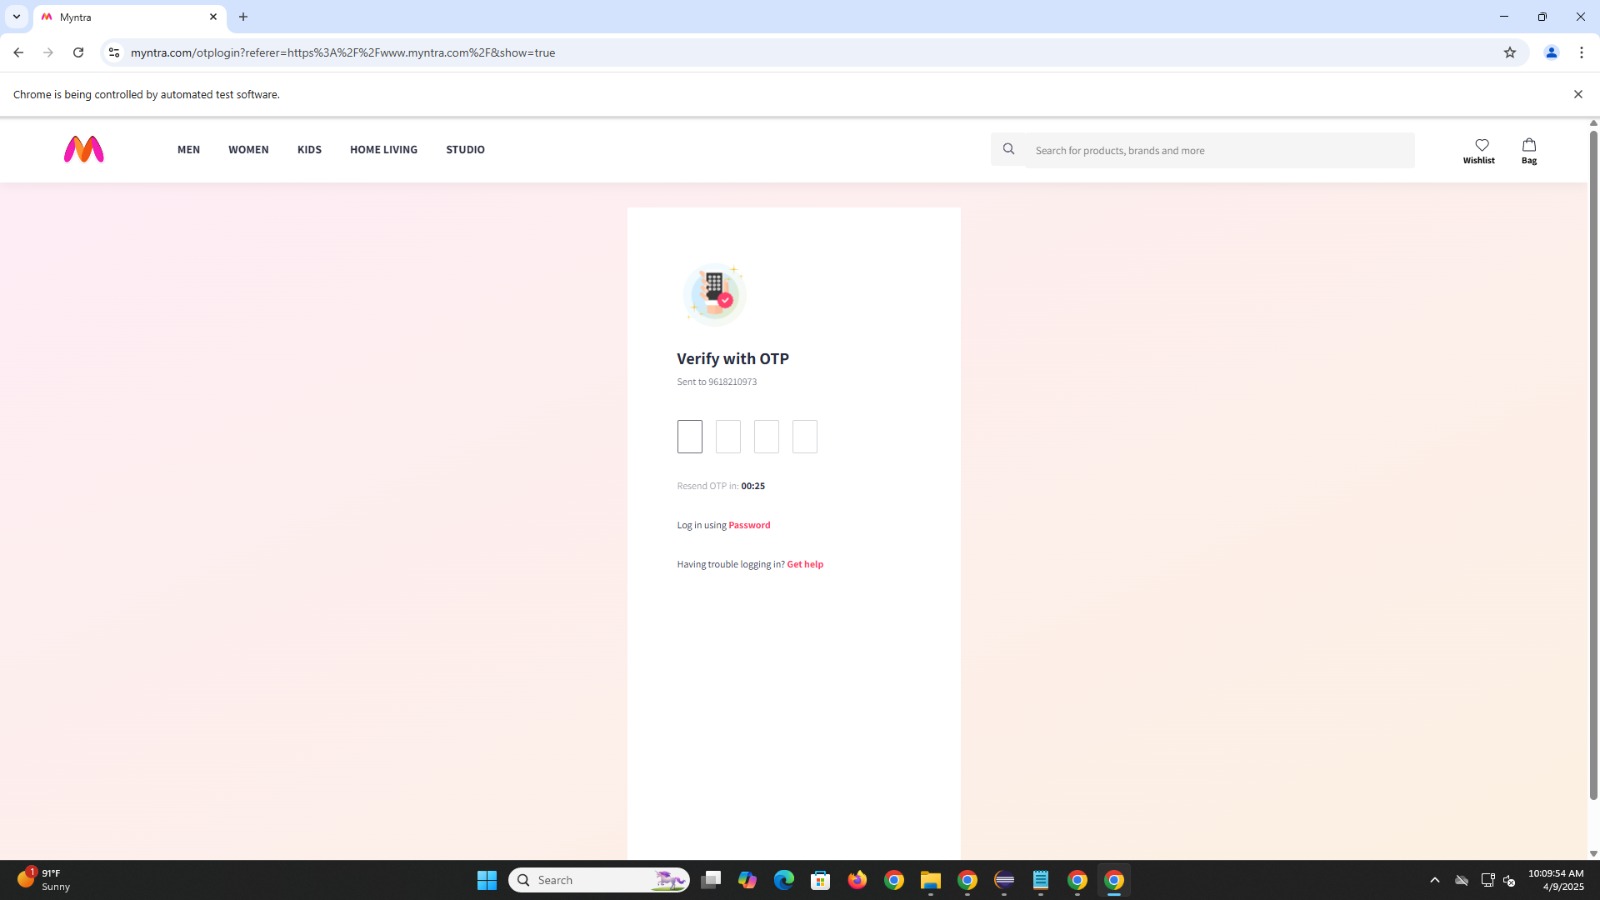 Myntra
myntra.com/otplogin?referer=https%3A%2F%2Fwww.myntra.com%2F&show=true
Chrome is being controlled by automated test software.
MEN WOMEN KIDS HOME LIVING STUDIO
Search for products, brands and more
Wishlist Bag
Verify with OTP
Sent to 9618210973
Resend OTP in: 00:25
Log in using Password
Having trouble logging in? Get help
1
91°F
Sunny
Search
10:09:54 AM
4/9/2025